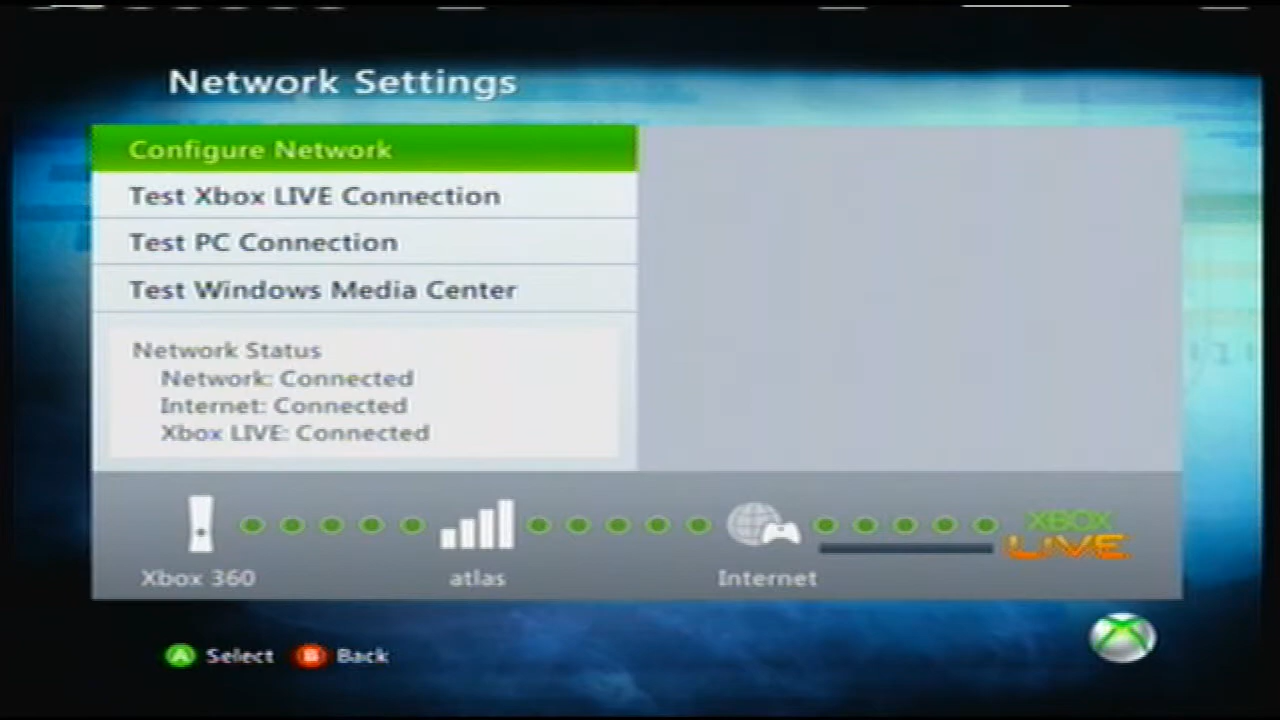 Network Settings
Configure Network
Test Xbox LIVE Connection
Test PC Connection
Test Windows Media Center
Network Status
Network: Connected
Internet: Connected
Xbox LIVE: Connected
XBOX
LIVE
Xbox 360
atlas
Internet
A Select B Back